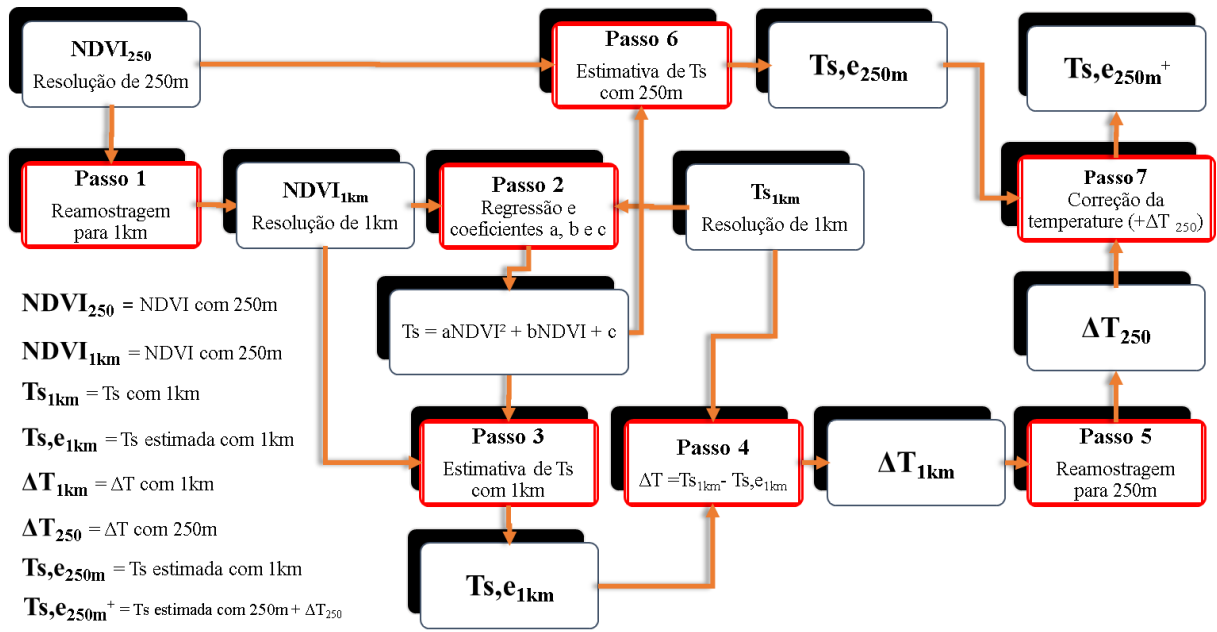 NDVI₂₅₀
Resolução de 250m
Passo 6
Estimativa de Ts
com 250m
Ts,e₂₅₀ₘ
Ts,e₂₅₀ₘ⁺
Passo 1
Reamostragem
para 1km
NDVI₁ₖₘ
Resolução de 1km
Passo 2
Regressão e
coeficientes a, b e c
Ts₁ₖₘ
Resolução de 1km
Passo7
Correção da
temperature (+ΔT ₂₅₀)
Ts = aNDVI² + bNDVI + c
ΔT₂₅₀
Passo 3
Estimativa de Ts
com 1km
Passo 4
ΔT =Ts₁ₖₘ- Ts,e₁ₖₘ
ΔT₁ₖₘ
Passo 5
Reamostragem
para 250m
Ts,e₁ₖₘ
NDVI₂₅₀ = NDVI com 250m
NDVI₁ₖₘ = NDVI com 250m
Ts₁ₖₘ = Ts com 1km
Ts,e₁ₖₘ = Ts estimada com 1km
ΔT₁ₖₘ = ΔT com 1km
ΔT₂₅₀ = ΔT com 250m
Ts,e₂₅₀ₘ = Ts estimada com 1km
Ts,e₂₅₀ₘ⁺ = Ts estimada com 250m + ΔT₂₅₀